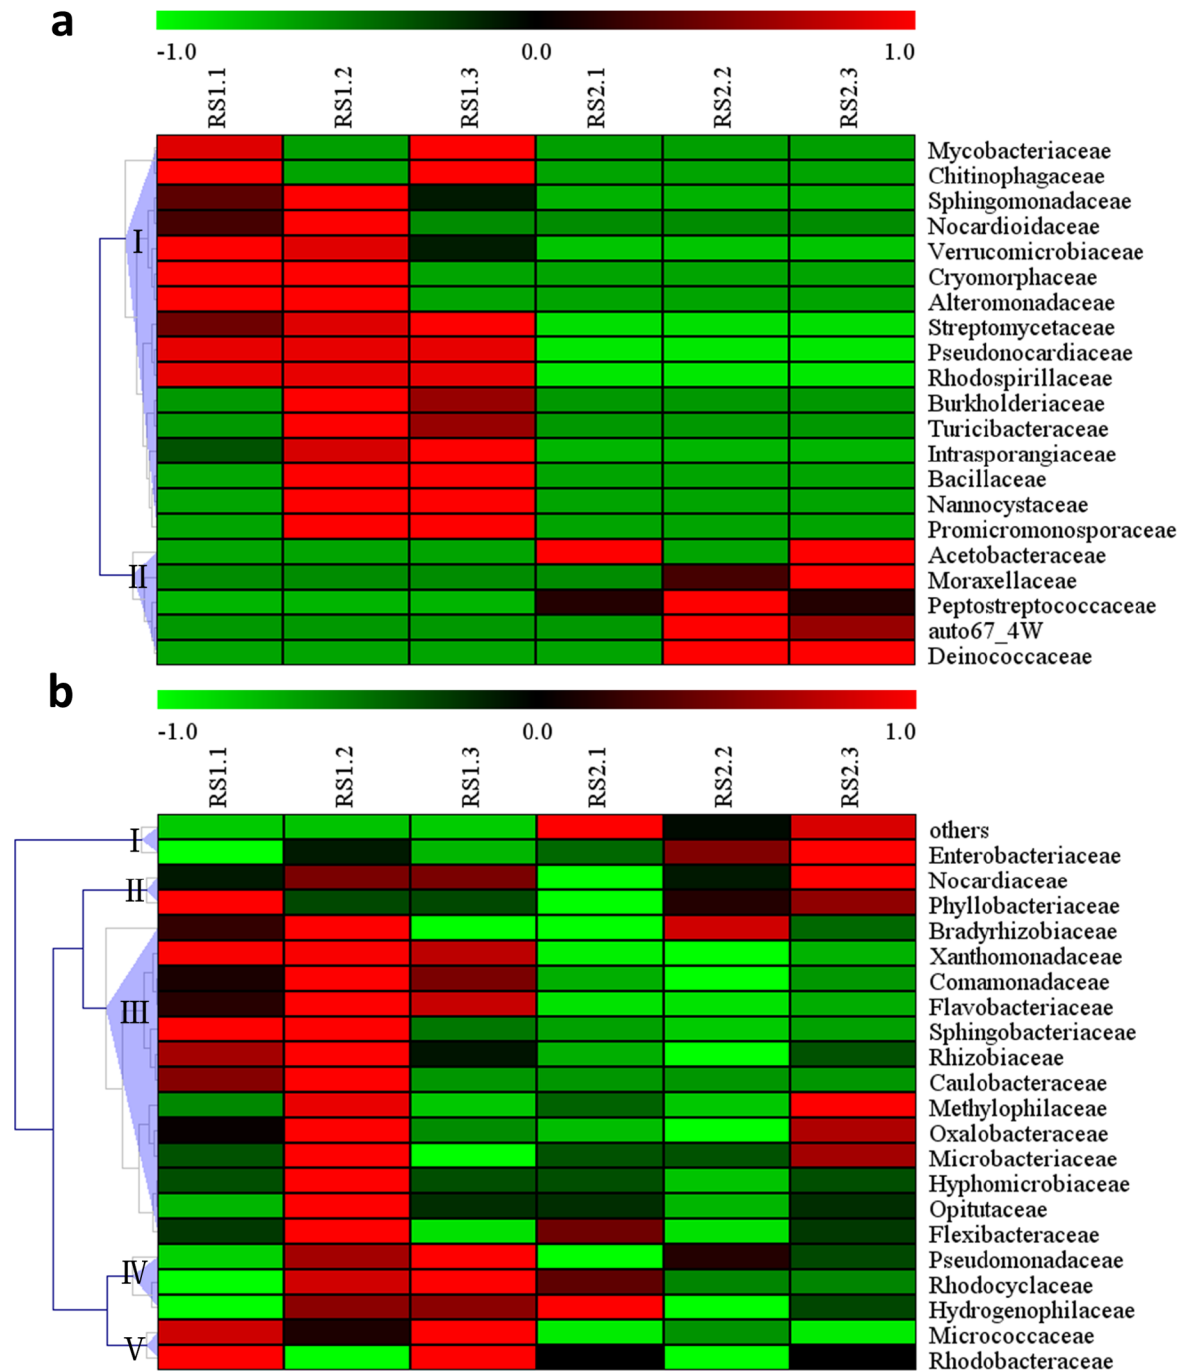 a
-1.0 0.0 1.0
RS1.1 RS1.2 RS1.3 RS2.1 RS2.2 RS2.3
Mycobacteriaceae
Chitinophagaceae
Sphingomonadaceae
Nocardioidaceae
I
Verrucomicrobiaceae
Cryomorphaceae
Alteromonadaceae
Streptomycetaceae
Pseudonocardiaceae
Rhodospirillaceae
Burkholderiaceae
Turicibacteraceae
Intrasporangiaceae
Bacillaceae
Nannocystaceae
Promicromonosporaceae
Acetobacteraceae
II
Moraxellaceae
Peptostreptococcaceae
auto67_4W
Deinococcaceae
b
-1.0 0.0 1.0
RS1.1 RS1.2 RS1.3 RS2.1 RS2.2 RS2.3
others
I
Enterobacteriaceae
Nocardiaceae
II
Phyllobacteriaceae
Bradyrhizobiaceae
Xanthomonadaceae
Comamonadaceae
Flavobacteriaceae
III
Sphingobacteriaceae
Rhizobiaceae
Caulobacteraceae
Methylophilaceae
Oxalobacteraceae
Microbacteriaceae
Hyphomicrobiaceae
Opitutaceae
Flexibacteraceae
Pseudomonadaceae
IV
Rhodocyclaceae
Hydrogenophilaceae
Micrococcaceae
V
Rhodobacteraceae